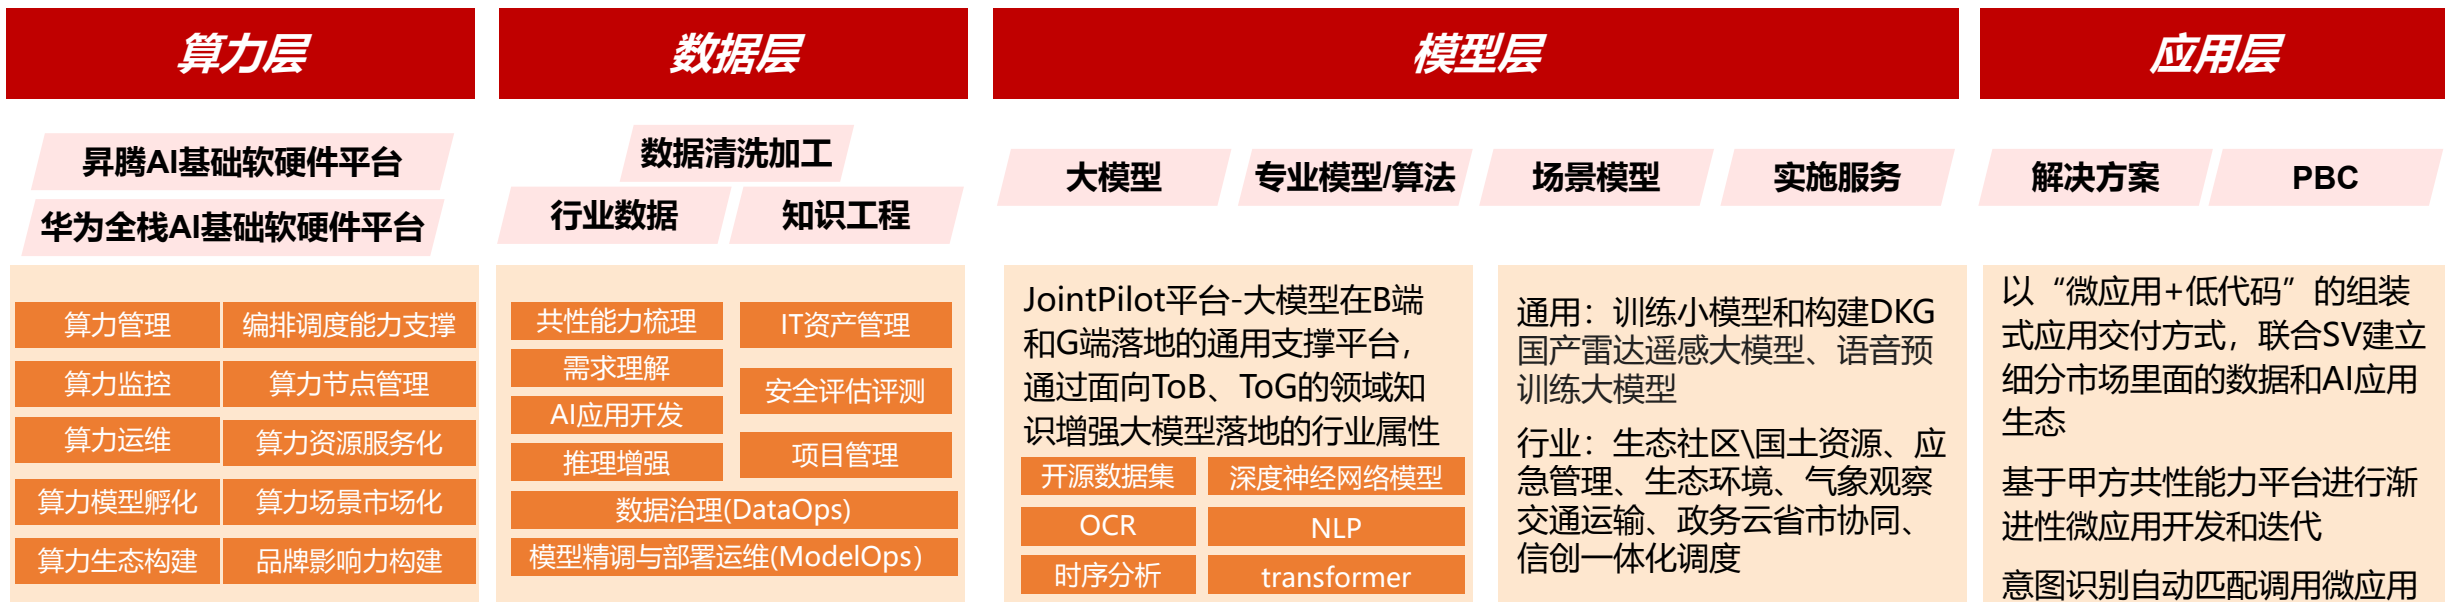 算力层
昇腾AI基础软硬件平台
华为全栈AI基础软硬件平台
算力管理
编排调度能力支撑
算力监控
算力节点管理
算力运维
算力资源服务化
算力模型孵化
算力场景市场化
算力生态构建
品牌影响力构建
数据层
数据清洗加工
行业数据
知识工程
共性能力梳理
需求理解
AI应用开发
推理增强
IT资产管理
安全评估评测
项目管理
数据治理(DataOps)
模型精调与部署运维(ModelOps）
模型层
大模型
专业模型/算法
场景模型
实施服务
JointPilot平台-大模型在B端
和G端落地的通用支撑平台，
通过面向ToB、ToG的领域知
识增强大模型落地的行业属性
开源数据集
深度神经网络模型
OCR
NLP
时序分析
transformer
通用：训练小模型和构建DKG
国产雷达遥感大模型、语音预
训练大模型
行业：生态社区\国土资源、应
急管理、生态环境、气象观察
交通运输、政务云省市协同、
信创一体化调度
应用层
解决方案
PBC
以“微应用+低代码”的组装
式应用交付方式，联合SV建立
细分市场里面的数据和AI应用
生态
基于甲方共性能力平台进行渐
进性微应用开发和迭代
意图识别自动匹配调用微应用